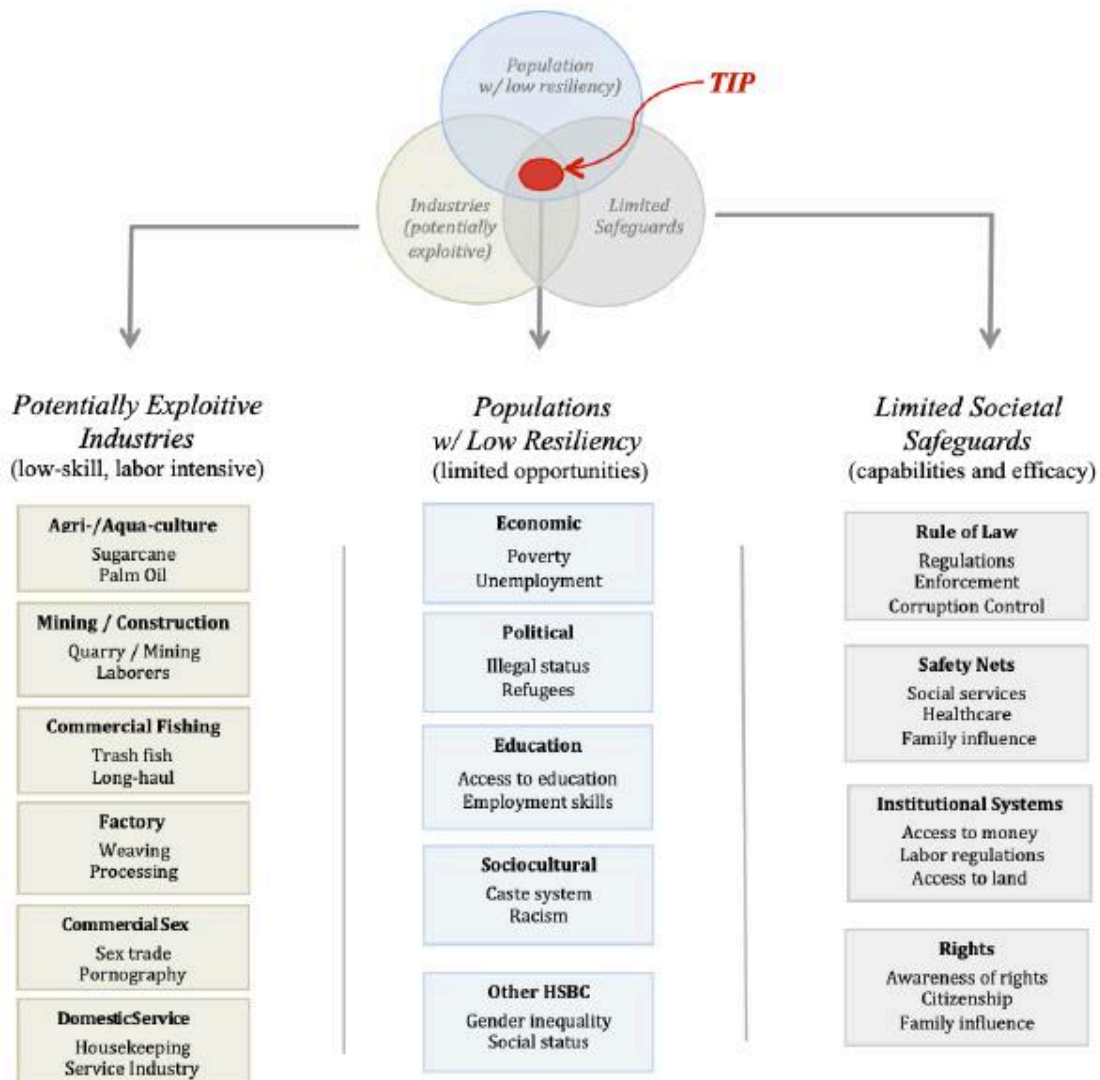 Population
w/ low resiliency)
TIP
Industries
(potentially
exploitive)
Limited
Safeguards
Potentially Exploitive
Industries
(low-skill, labor intensive)
Agri-/Aqua-culture
Sugarcane
Palm Oil
Mining / Construction
Quarry / Mining
Laborers
Commercial Fishing
Trash fish
Long-haul
Factory
Weaving
Processing
Commercial Sex
Sex trade
Pornography
DomesticService
Housekeeping
Service Industry
Populations
w/ Low Resiliency
(limited opportunities)
Economic
Poverty
Unemployment
Political
Illegal status
Refugees
Education
Access to education
Employment skills
Sociocultural
Caste system
Racism
Other HSBC
Gender inequality
Social status
Limited Societal
Safeguards
(capabilities and efficacy)
Rule of Law
Regulations
Enforcement
Corruption Control
Safety Nets
Social services
Healthcare
Family influence
Institutional Systems
Access to money
Labor regulations
Access to land
Rights
Awareness of rights
Citizenship
Family influence